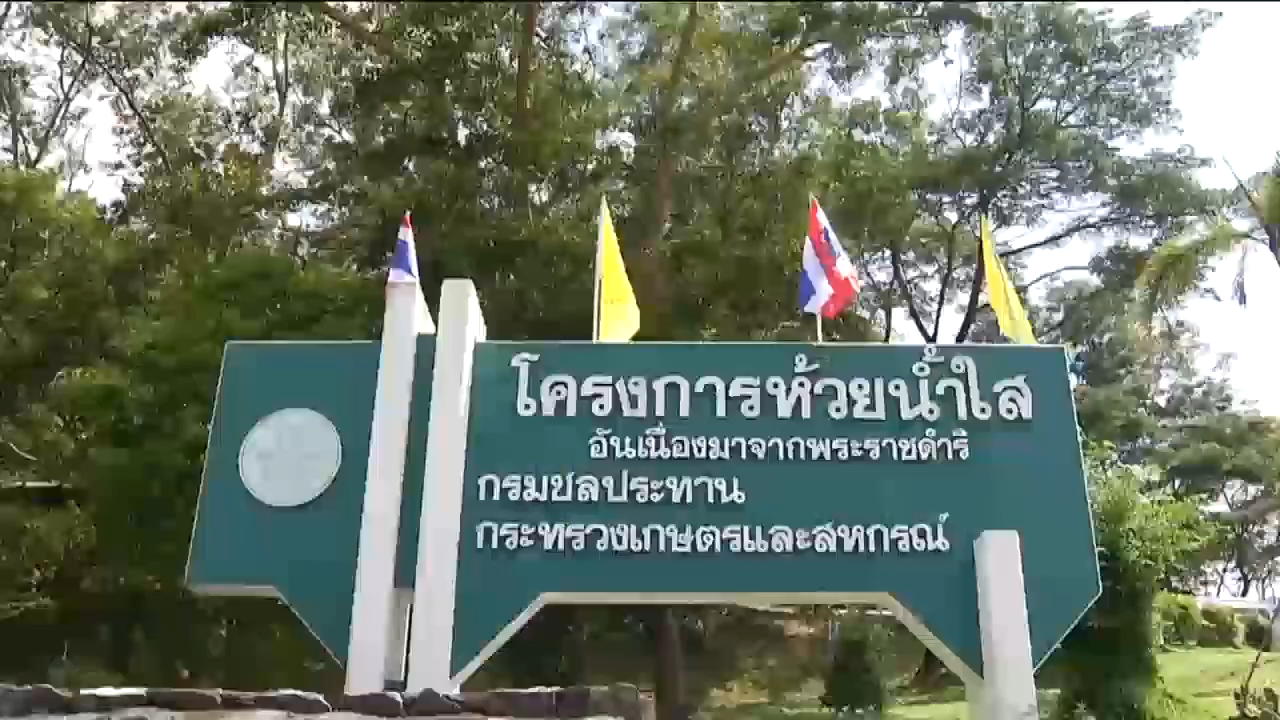 โครงการห้วยน้ำใส
อันเนื่องมาจากพระราชดำริ
กรมชลประทาน
กระทรวงเกษตรและสหกรณ์